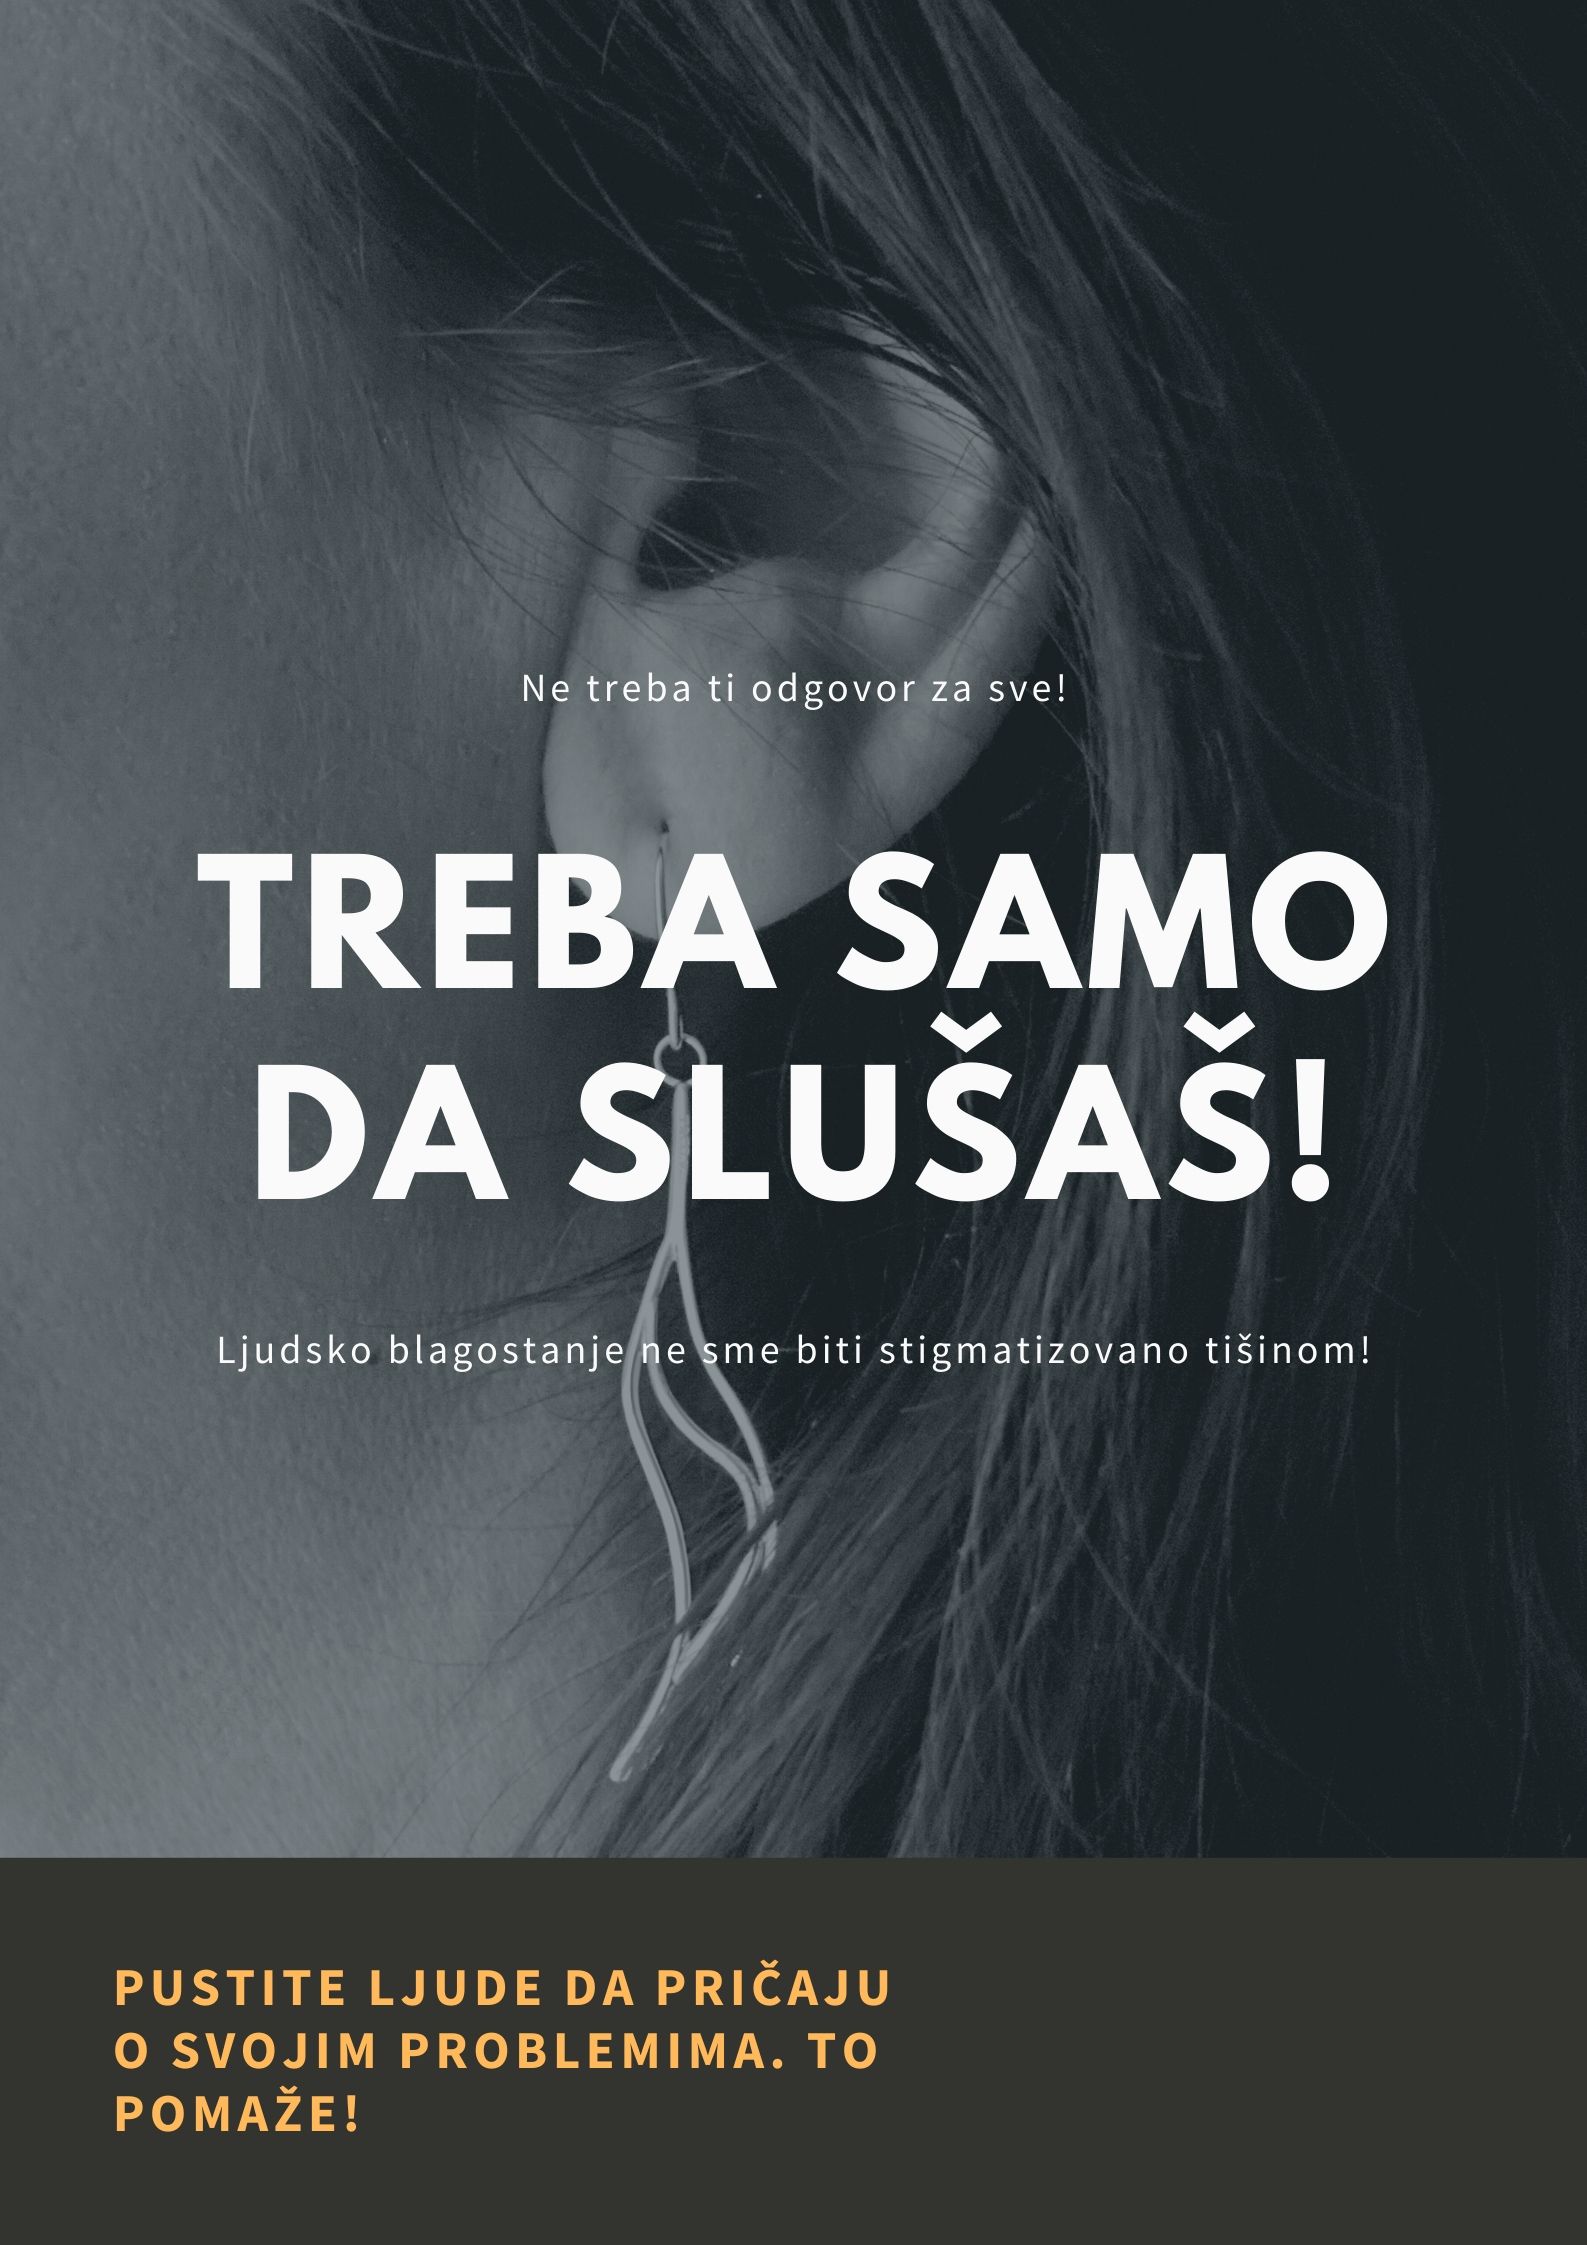 Ne treba ti odgovor za sve!
TREBA SAMO
DA SLUŠAŠ!
Ljudsko blagostanje ne sme biti stigmatizovano tišinom!
PUSTITE LJUDE DA PRIČAJU
O SVOJIM PROBLEMIMA. TO
POMAŽE!